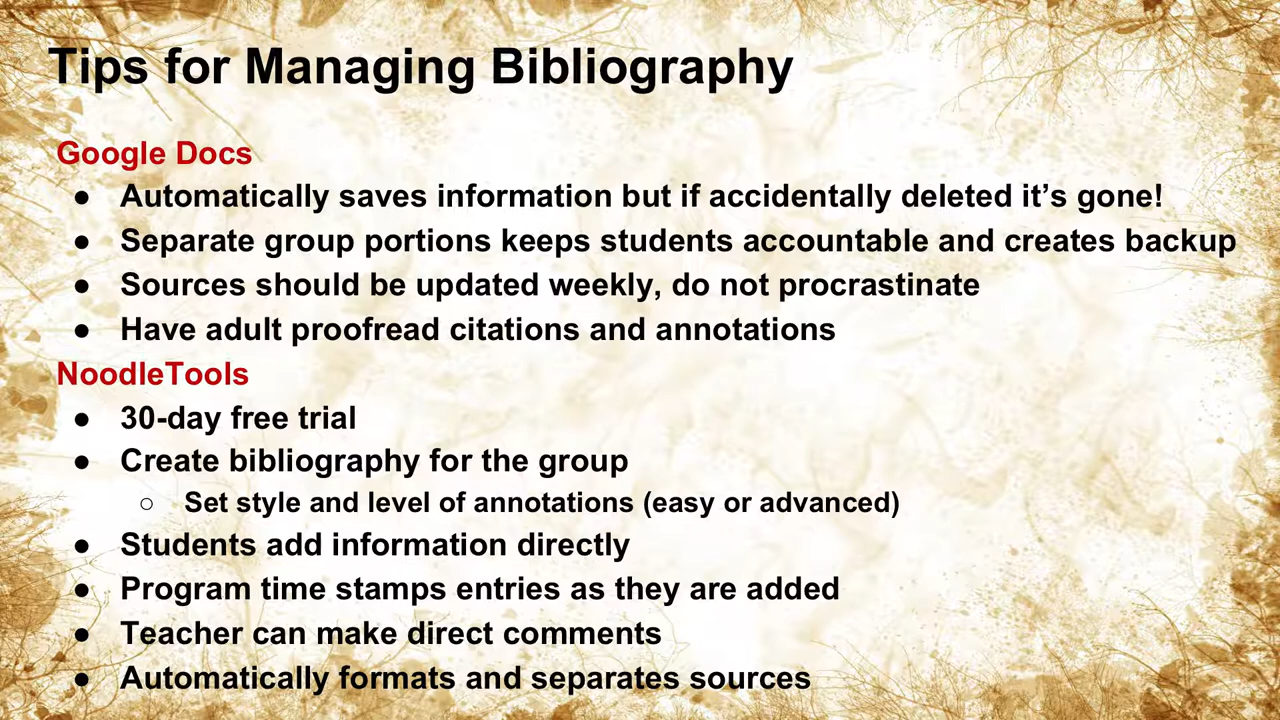 Tips for Managing Bibliography
Google Docs
● Automatically saves information but if accidentally deleted it’s gone!
● Separate group portions keeps students accountable and creates backup
● Sources should be updated weekly, do not procrastinate
● Have adult proofread citations and annotations
NoodleTools
● 30-day free trial
● Create bibliography for the group
○ Set style and level of annotations (easy or advanced)
● Students add information directly
● Program time stamps entries as they are added
● Teacher can make direct comments
● Automatically formats and separates sources